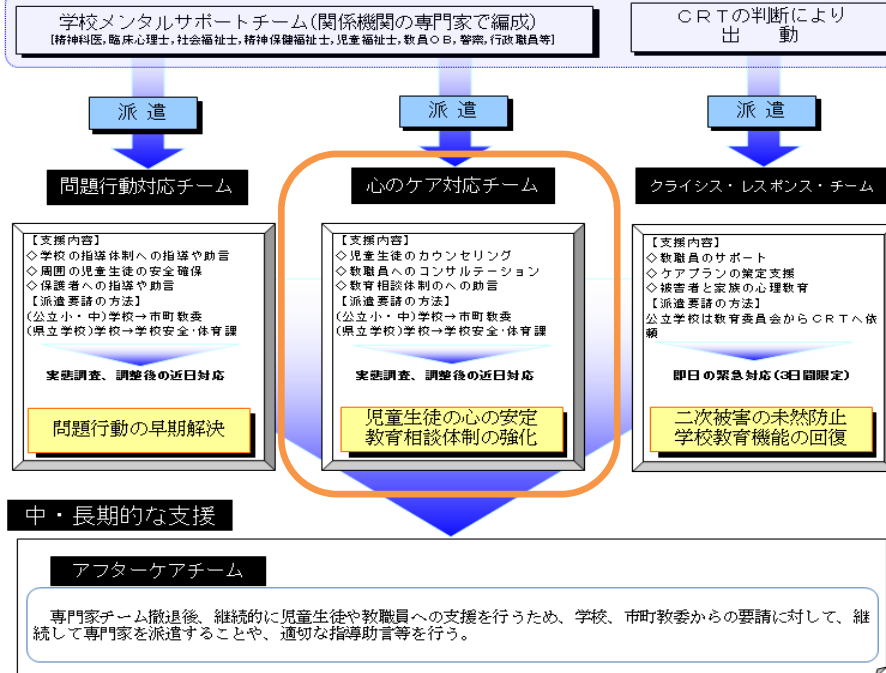 学校メンタルサポートチーム(関係機関の専門家で編成)
[精神科医,臨床心理士,社会福祉士,精神保健福祉士,児童福祉士,教員OB,警察,行政職員等]
CRTの判断により
出 動
派 遣
派 遣
派 遣
問題行動対応チーム
【支援内容】
◇学校の指導体制への指導や助言
◇周囲の児童生徒の安全確保
◇保護者への指導や助言
【派遣要請の方法】
(公立小・中)学校→市町教委
(県立学校)学校→学校安全・体育課
実態調査、調整後の近日対応
問題行動の早期解決
心のケア対応チーム
【支援内容】
◇児童生徒のカウンセリング
◇教職員へのコンサルテーション
◇教育相談体制のへの助言
【派遣要請の方法】
(公立小・中)学校→市町教委
(県立学校)学校→学校安全・体育課
実態調査、調整後の近日対応
児童生徒の心の安定
教育相談体制の強化
クライシス・レスポンス・チーム
【支援内容】
◇教職員のサポート
◇ケアプランの策定支援
◇被害者と家族の心理教育
【派遣要請の方法】
公立学校は教育委員会からCRTへ依
頼
即日の緊急対応(3日間限定)
二次被害の未然防止
学校教育機能の回復
中・長期的な支援
アフターケアチーム
専門家チーム撤退後、継続的に児童生徒や教職員への支援を行うため、学校、市町教委からの要請に対して、継
続して専門家を派遣することや、適切な指導助言等を行う。